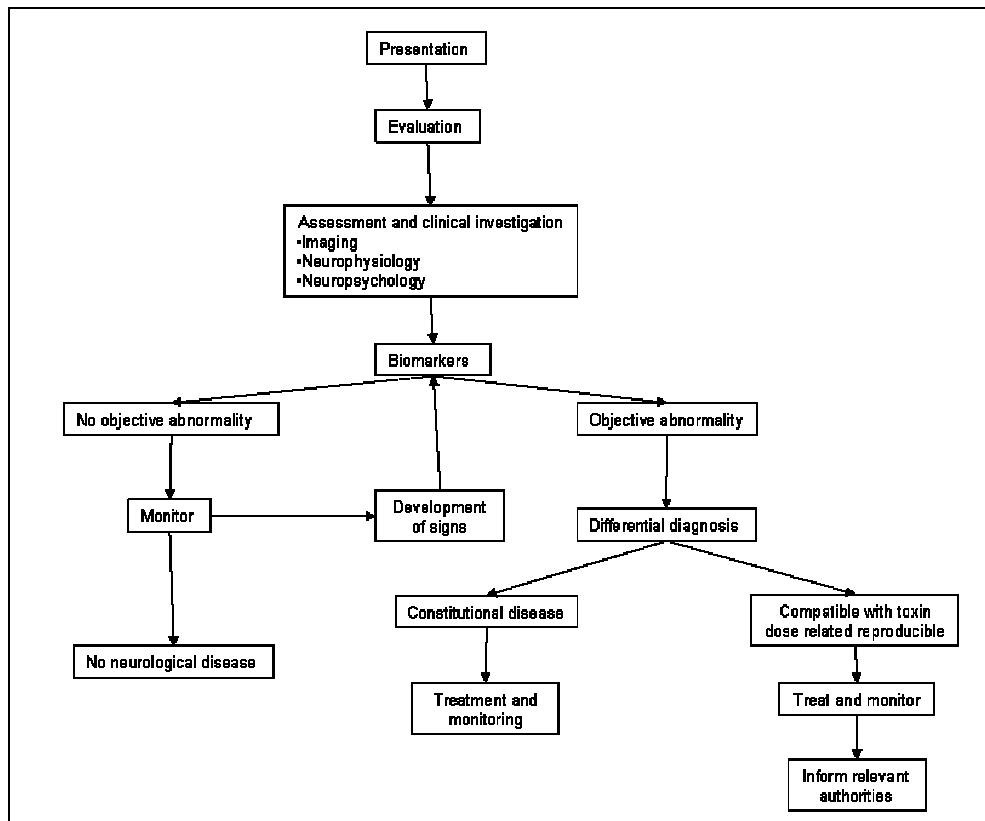 Presentation
Evaluation
Assessment and clinical investigation
•Imaging
•Neurophysiology
•Neuropsychology
Biomarkers
No objective abnormality
Objective abnormality
Monitor
Development
of signs
Differential diagnosis
Constitutional disease
Compatible with toxin
dose related reproducible
No neurological disease
Treatment and
monitoring
Treat and monitor
Inform relevant
authorities